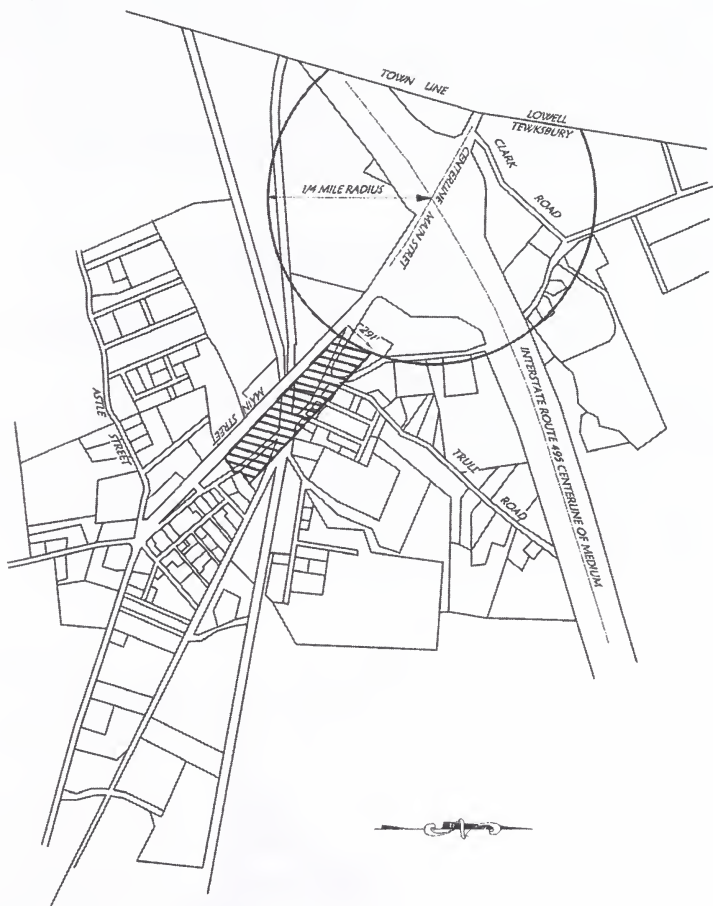 TOWN LINE
LOWELL
TEWKSBURY
CLARK
ROAD
1/4 MILE RADIUS
CENTERLINE MAIN STRET
291'
MAIN STREET
ASTLE STREET
TRULL
ROAD
INTERSTATE ROUTE 495 CENTERLINE OF MEDIUM